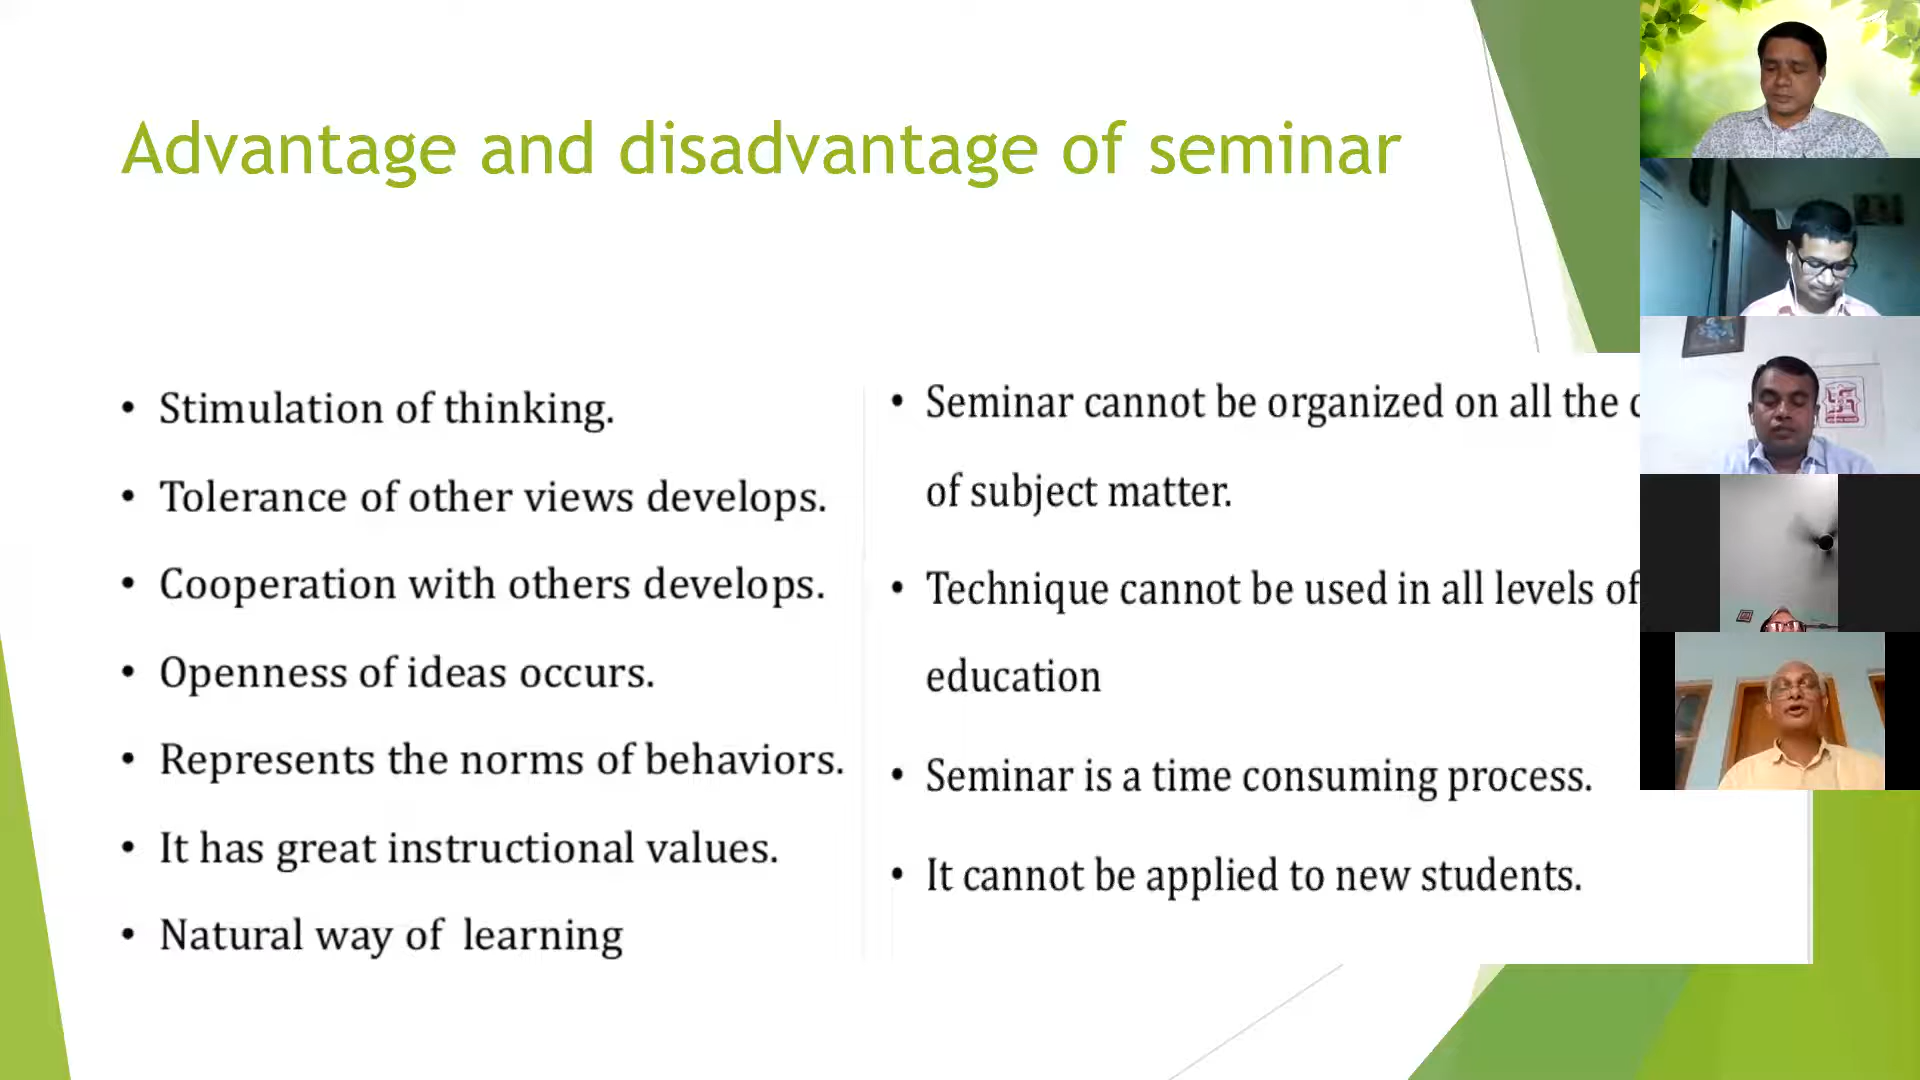 Advantage and disadvantage of seminar
• Stimulation of thinking.
• Tolerance of other views develops.
• Cooperation with others develops.
• Openness of ideas occurs.
• Represents the norms of behaviors.
• It has great instructional values.
• Natural way of learning
• Seminar cannot be organized on all the
of subject matter.
• Technique cannot be used in all levels of
education
• Seminar is a time consuming process.
• It cannot be applied to new students.